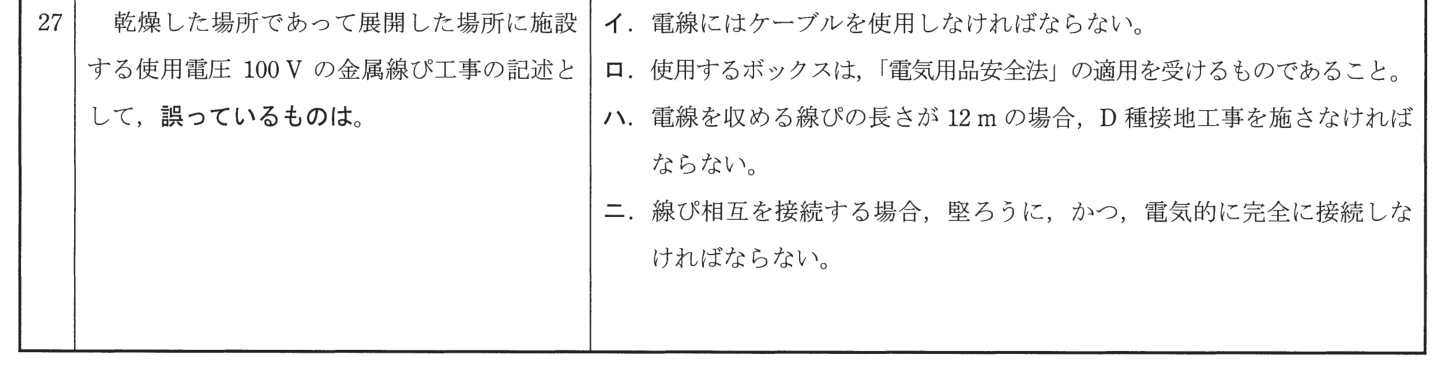 27
乾燥した場所であって展開した場所に施設
する使用電圧 100 V の金属線ぴ工事の記述と
して，誤っているものは。
イ．電線にはケーブルを使用しなければならない。
ロ．使用するボックスは，「電気用品安全法」の適用を受けるものであること。
ハ．電線を収める線ぴの長さが 12 m の場合，D 種接地工事を施さなければ
ならない。
ニ．線ぴ相互を接続する場合，堅ろうに，かつ，電気的に完全に接続しな
ければならない。